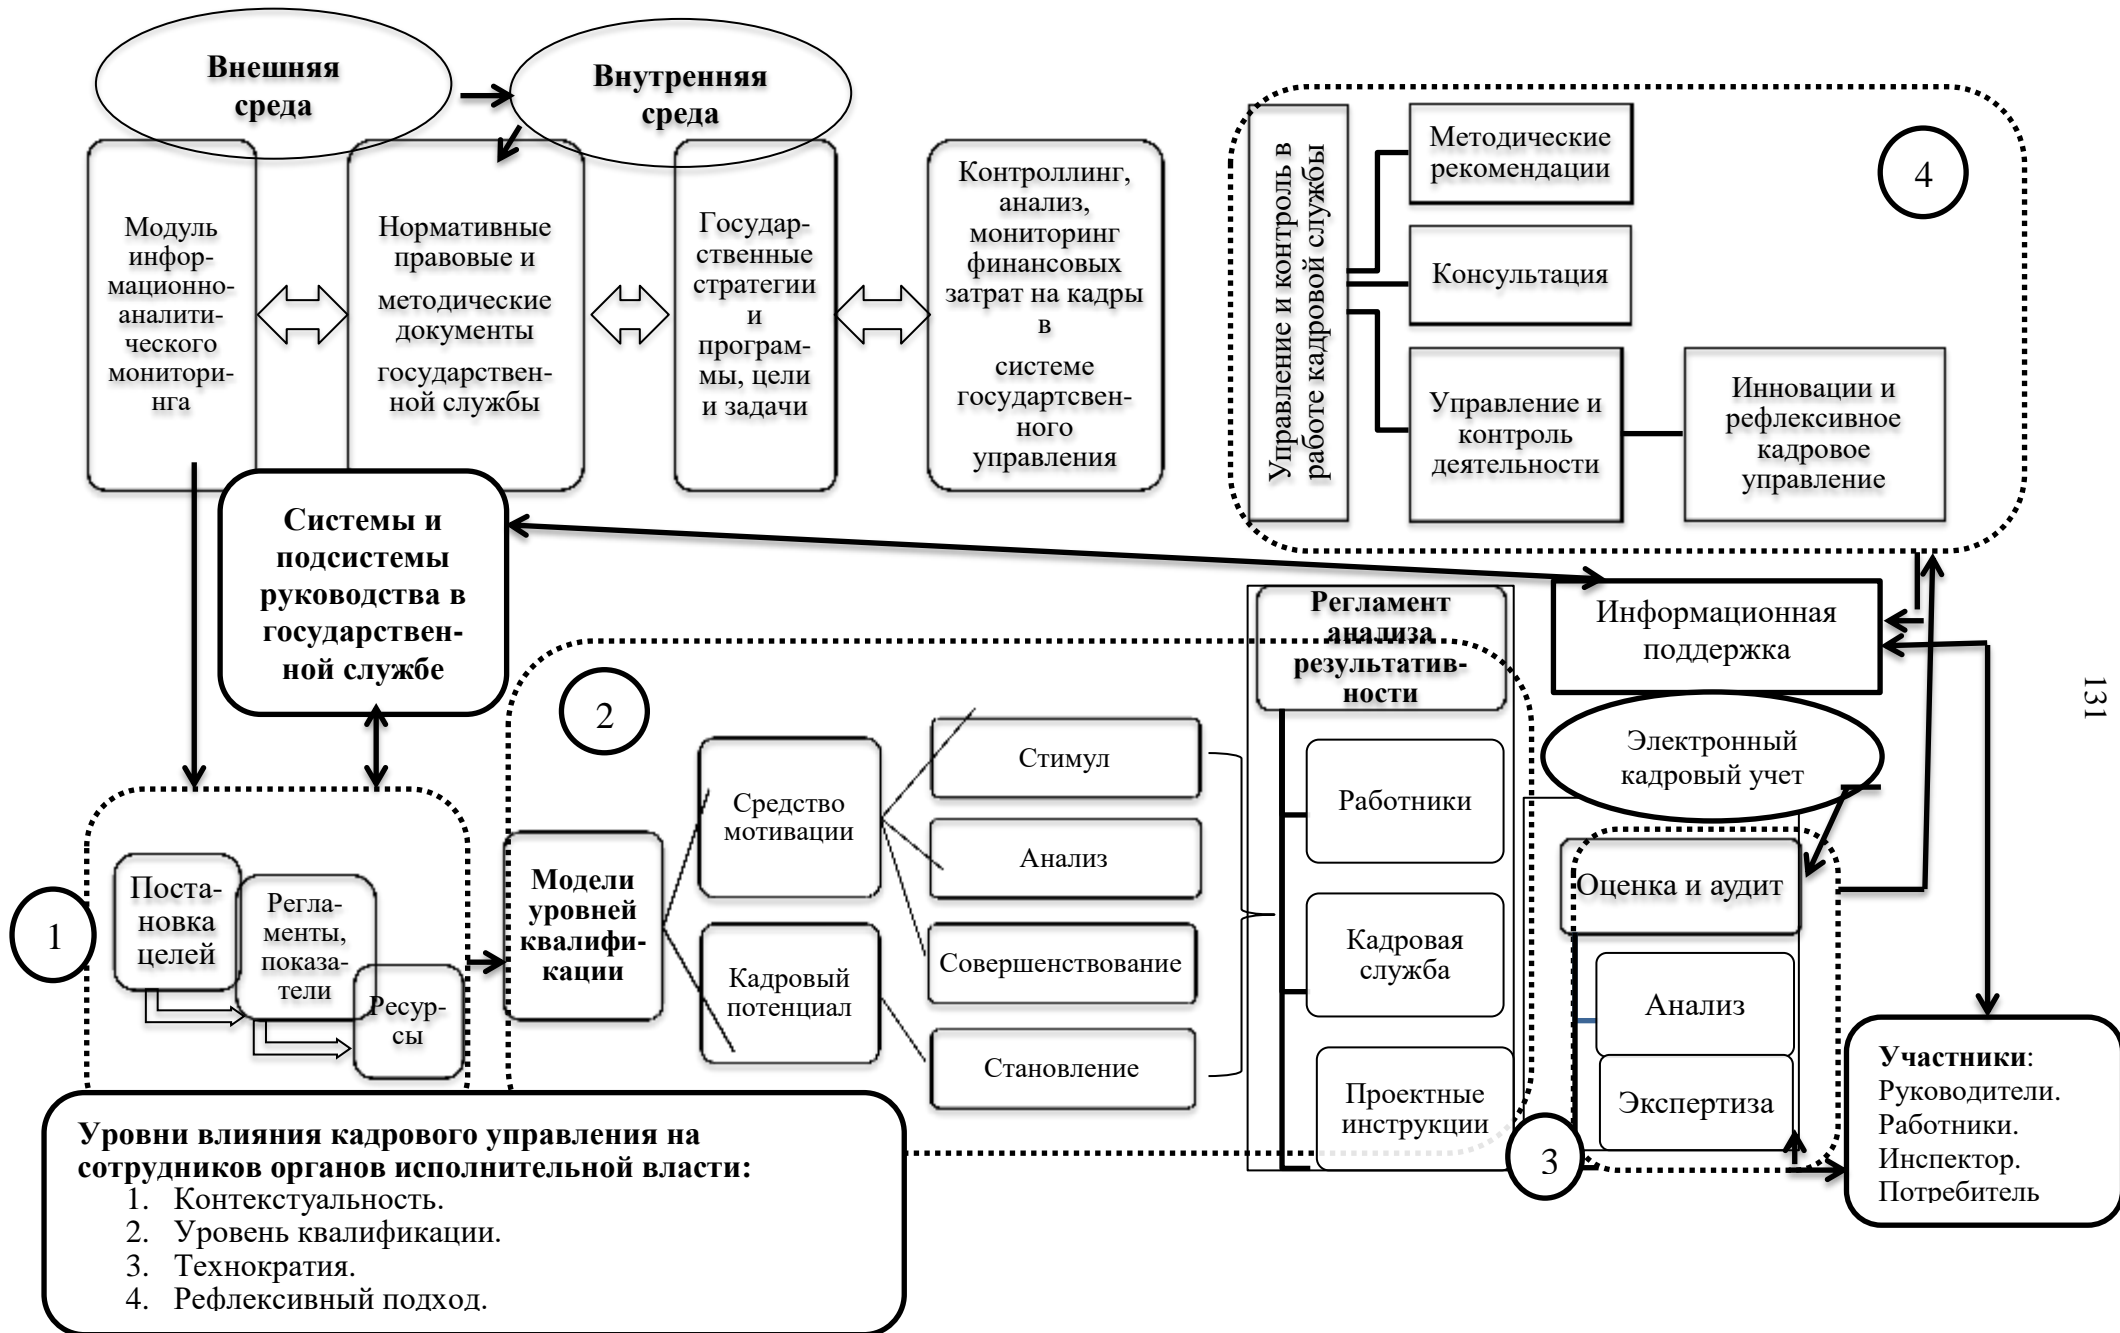 Внешняя
среда
Внутренняя
среда
Модуль
инфор-
мационно-
аналити-
ческого
монитори-
нга
Нормативные
правовые и
методические
документы
государствен-
ной службы
Государ-
ственные
стратегии
и
програм-
мы, цели
и задачи
Контроллинг,
анализ,
мониторинг
финансовых
затрат на кадры
в
системе
государтсвен-
ного
управления
Управление и контроль в
работе кадровой службы
Методические
рекомендации
Консультация
Управление и
контроль
деятельности
Инновации и
рефлексивное
кадровое
управление
4
Системы и
подсистемы
руководства в
государствен-
ной службе
Информационная
поддержка
Электронный
кадровый учет
131
1
Поста-
новка
целей
Регла-
менты,
показа-
тели
Ресур-
сы
2
Модели
уровней
квалифи-
кации
Средство
мотивации
Кадровый
потенциал
Стимул
Анализ
Совершенствование
Становление
Регламент
анализа
результатив-
ности
Работники
Кадровая
служба
Проектные
инструкции
3
Оценка и аудит
Анализ
Экспертиза
Участники:
Руководители.
Работники.
Инспектор.
Потребитель
Уровни влияния кадрового управления на
сотрудников органов исполнительной власти:
1. Контекстуальность.
2. Уровень квалификации.
3. Технократия.
4. Рефлексивный подход.